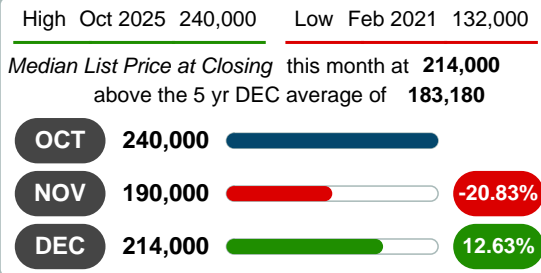 High Oct 2025 240,000 Low Feb 2021 132,000
Median List Price at Closing this month at 214,000
above the 5 yr DEC average of 183,180
OCT 240,000
NOV 190,000 -20.83%
DEC 214,000 12.63%